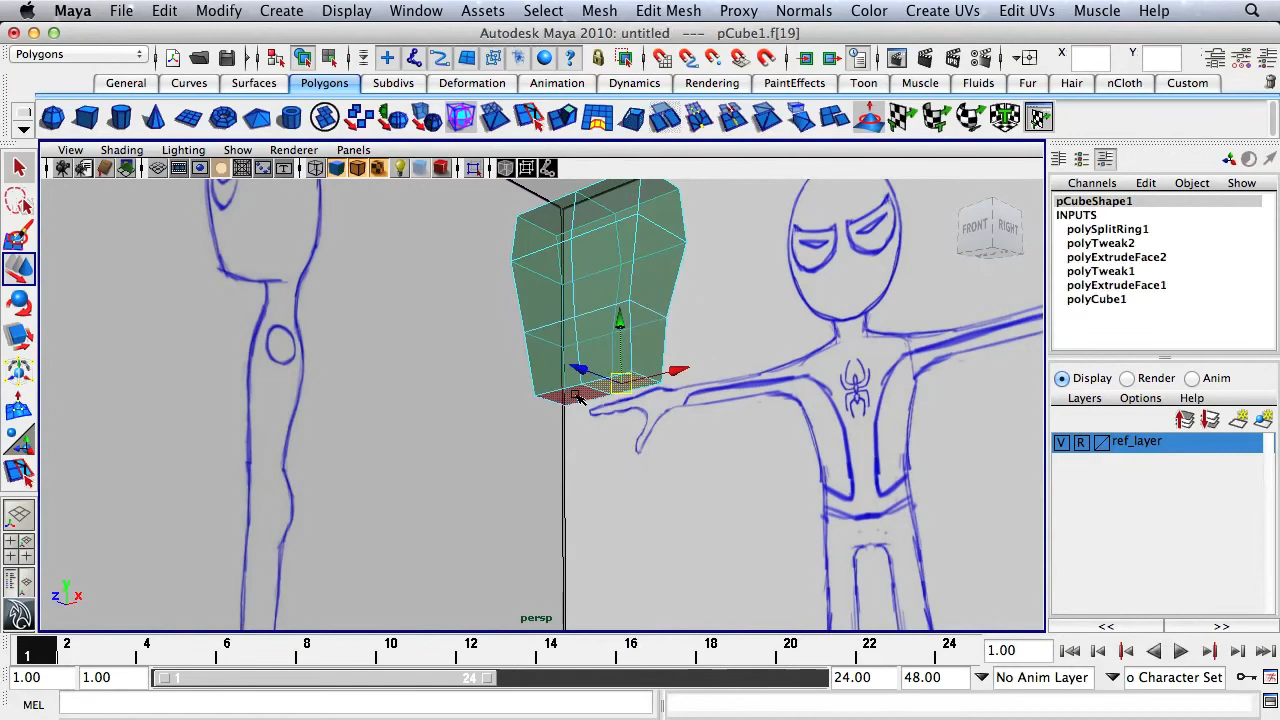 Maya File Edit Modify Create Display Window Assets Select Mesh Edit Mesh Proxy Normals Color Create UVs Edit UVs Muscle Help
Autodesk Maya 2010: untitled --- pCube1.f[19]
Polygons X Y
General Curves Surfaces Polygons Subdivs Deformation Animation Dynamics Rendering PaintEffects Toon Muscle Fluids Fur Hair nCloth Custom
View Shading Lighting Show Renderer Panels
Channels Edit Object Show
pCubeShape1
INPUTS
polySplitRing1
polyTweak2
polyExtrudeFace2
polyTweak1
polyExtrudeFace1
polyCube1
FRONT RIGHT
Display Render Anim
Layers Options Help
V R ref_layer
y
z x
persp
<< >>
1 2 4 6 8 10 12 14 16 18 20 22 24 1.00
1.00 1.00 1 24 24.00 48.00 No Anim Layer o Character Set
MEL